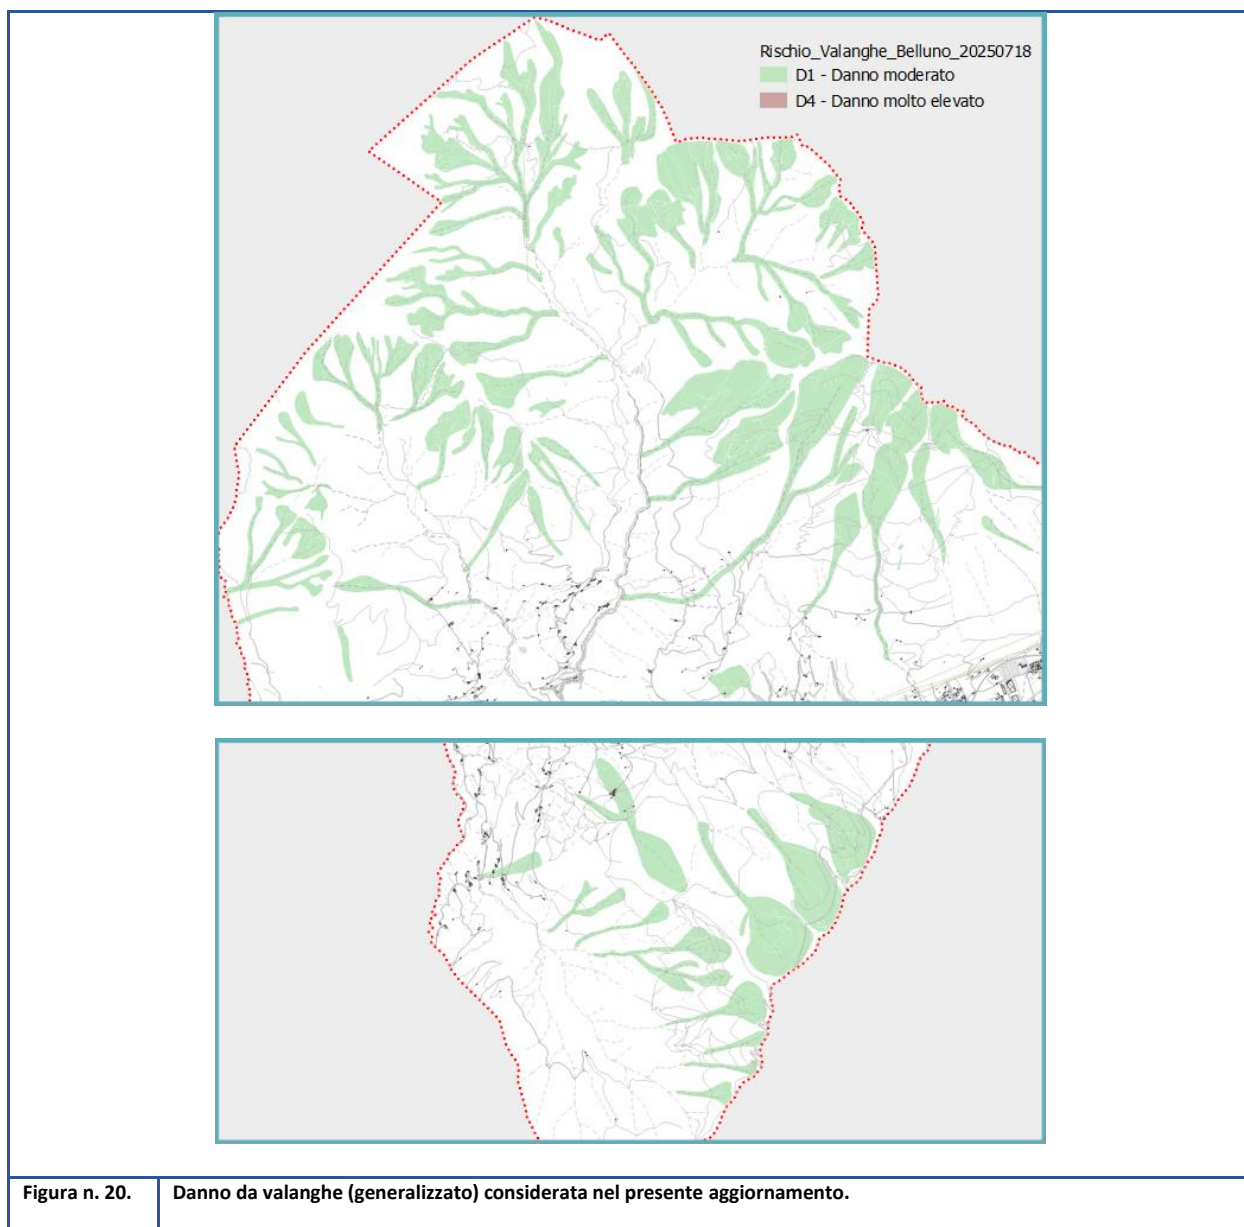 Rischio_Valanghe_Belluno_20250718
D1 - Danno moderato
D4 - Danno molto elevato
Figura n. 20. Danno da valanghe (generalizzato) considerata nel presente aggiornamento.